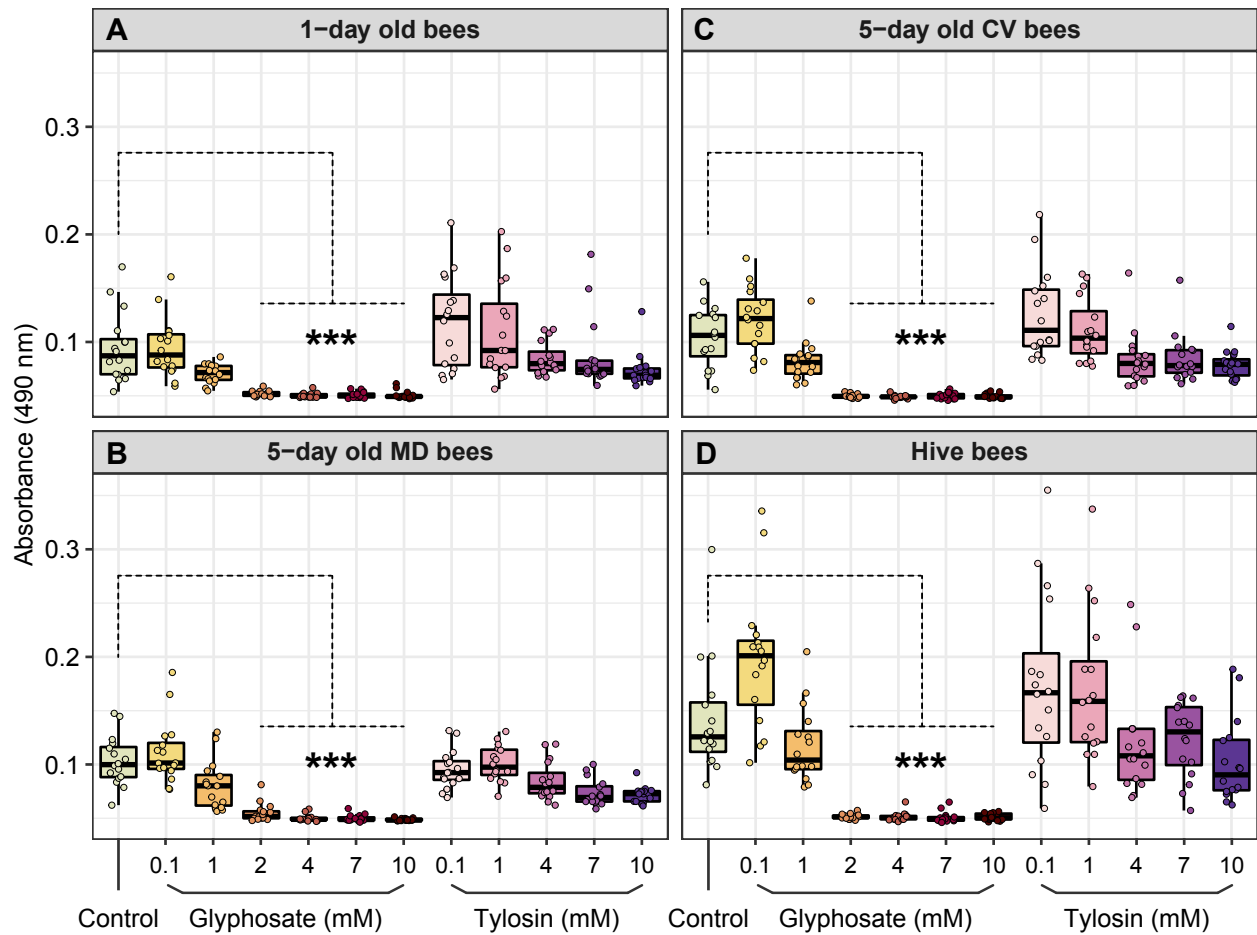 A 1−day old bees
C 5−day old CV bees
0.3
0.2
0.1
***
***
B 5−day old MD bees
D Hive bees
0.3
0.2
0.1
***
***
Absorbance (490 nm)
0.1 1 2 4 7 10 0.1 1 4 7 10
0.1 1 2 4 7 10 0.1 1 4 7 10
Control Glyphosate (mM) Tylosin (mM)
Control Glyphosate (mM) Tylosin (mM)